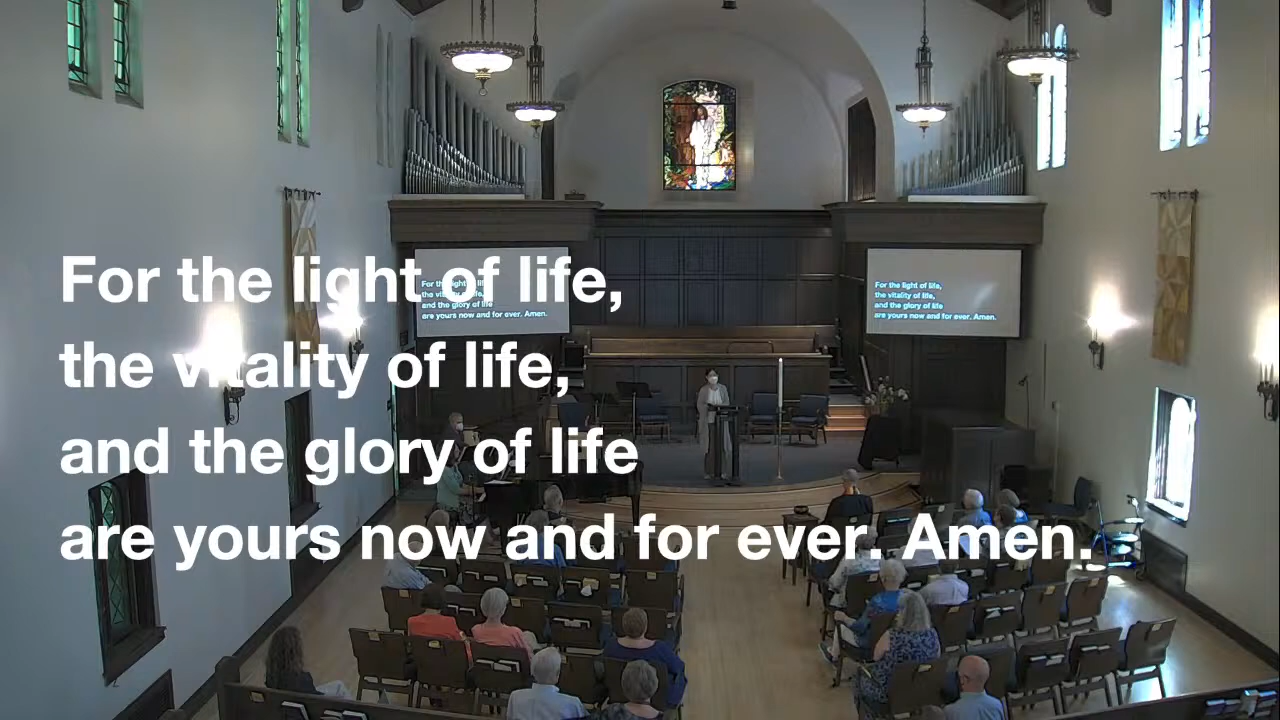 For the light of life,
the vitality of life,
and the glory of life
are yours now and for ever. Amen.
For the light of life,
the vitality of life,
and the glory of life
are yours now and for ever. Amen.
For the light of life,
the vitality of life,
and the glory of life
are yours now and for ever. Amen.